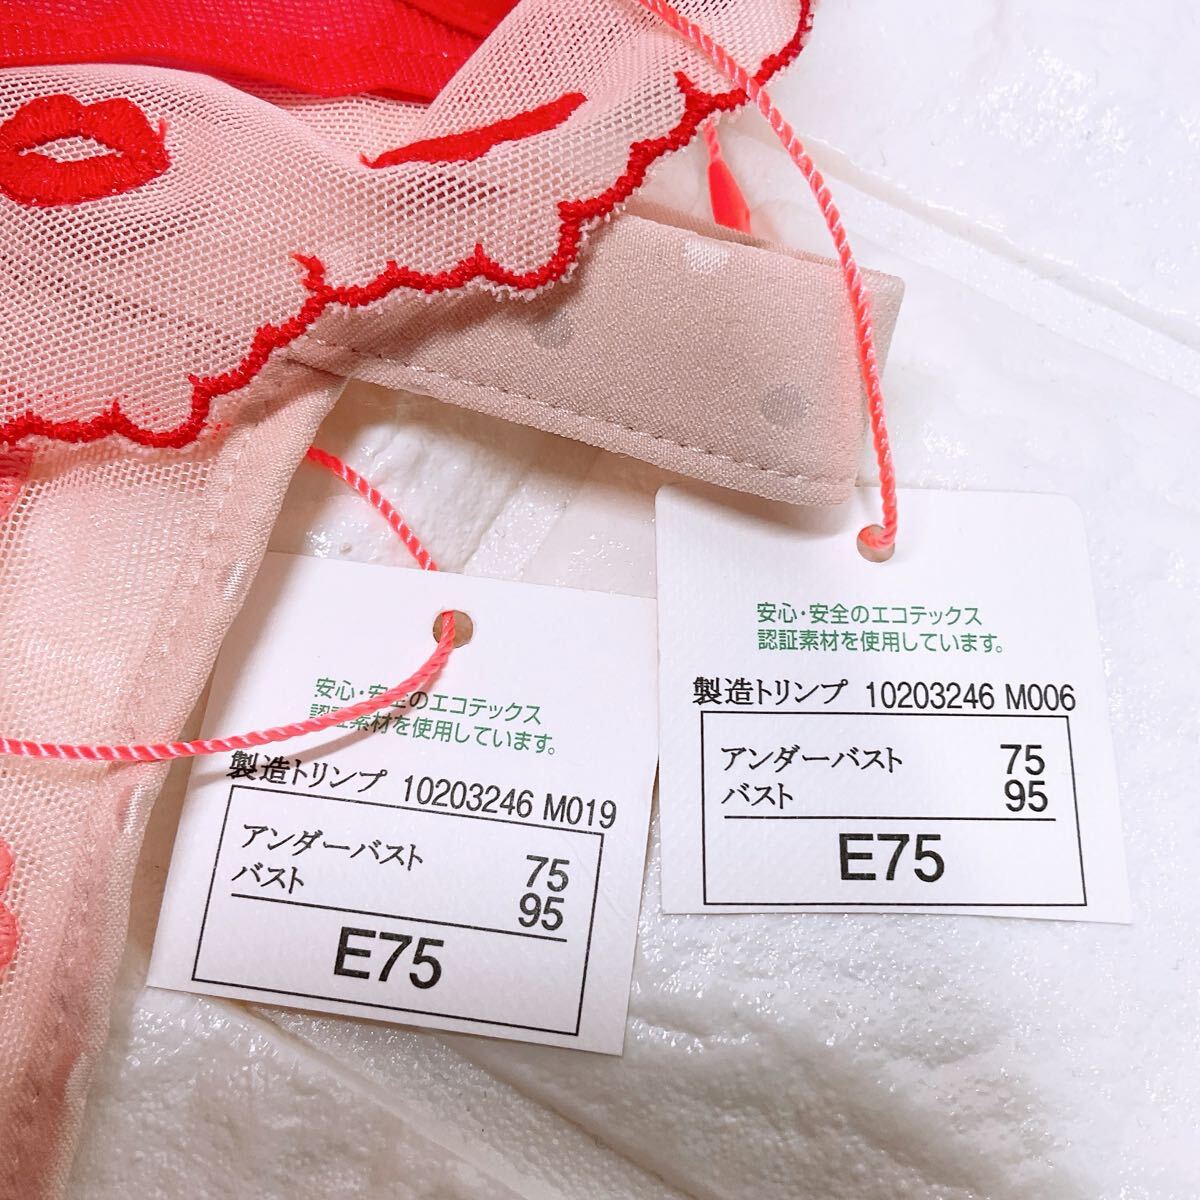 安心・安全のエコテックス
認証素材を使用しています。
製造トリンプ 10203246 M019
アンダーバスト 75
バスト 95
E75
安心・安全のエコテックス
認証素材を使用しています。
製造トリンプ 10203246 M006
アンダーバスト 75
バスト 95
E75